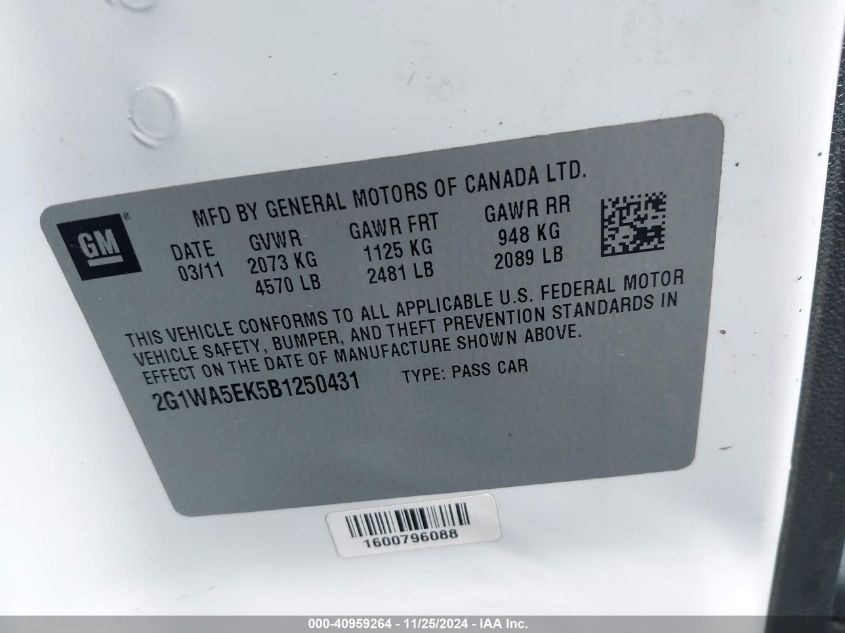 MFD BY GENERAL MOTORS OF CANADA LTD.
GM®
DATE GVWR GAWR FRT GAWR RR
03/11 2073 KG 1125 KG 948 KG
4570 LB 2481 LB 2089 LB
THIS VEHICLE CONFORMS TO ALL APPLICABLE U.S. FEDERAL MOTOR
VEHICLE SAFETY, BUMPER, AND THEFT PREVENTION STANDARDS IN
EFFECT ON THE DATE OF MANUFACTURE SHOWN ABOVE.
2G1WA5EK5B1250431 TYPE: PASS CAR
1600796088
000-40959264 - 11/25/2024 - IAA Inc.